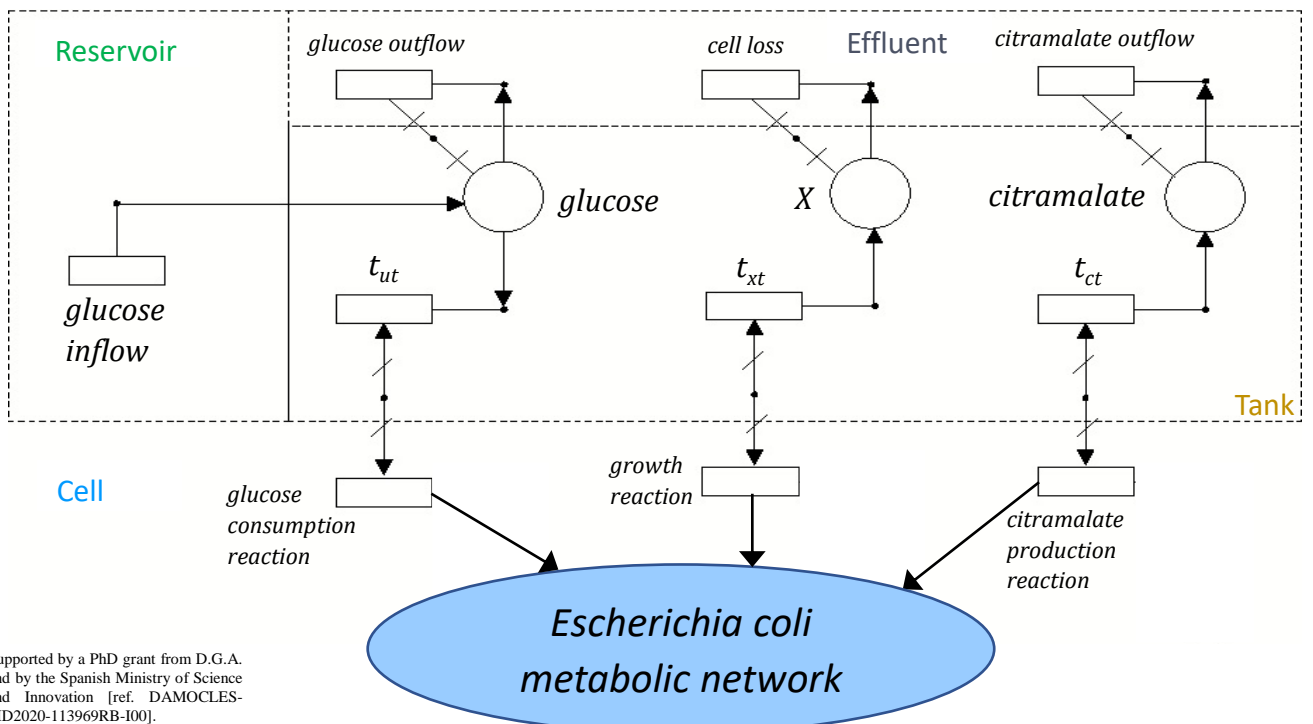 Reservoir
glucose outflow
cell loss
Effluent
citramalate outflow
glucose
X
citramalate
glucose
inflow
t_ut
t_xt
t_ct
Tank
Cell
glucose
consumption
reaction
growth
reaction
citramalate
production
reaction
Escherichia coli
metabolic network
upported by a PhD grant from D.G.A.
nd by the Spanish Ministry of Science
nd Innovation [ref. DAMOCLES-
ID2020-113969RB-I00].